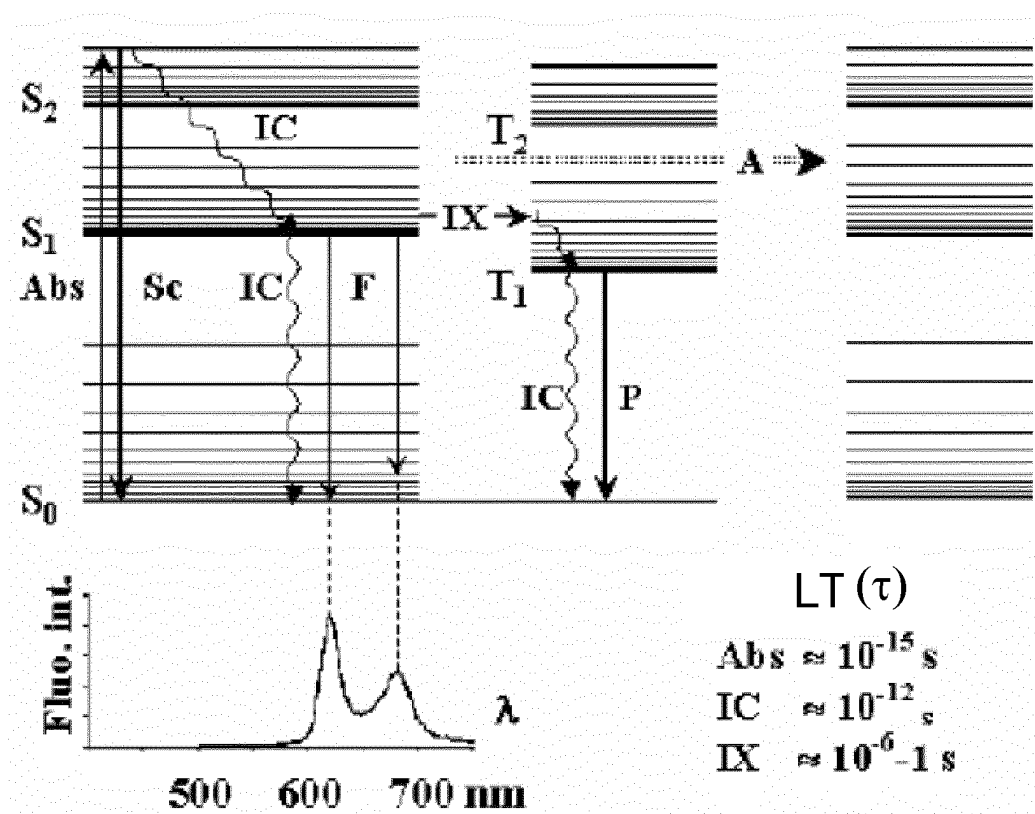 S2
IC
T2
A
S1
IX
Abs Sc IC F
T1
IC P
S0
Fluo. int.
λ
500 600 700 nm
LT (τ)
Abs ≈ 10^-15 s
IC ≈ 10^-12 s
IX ≈ 10^-6-1 s